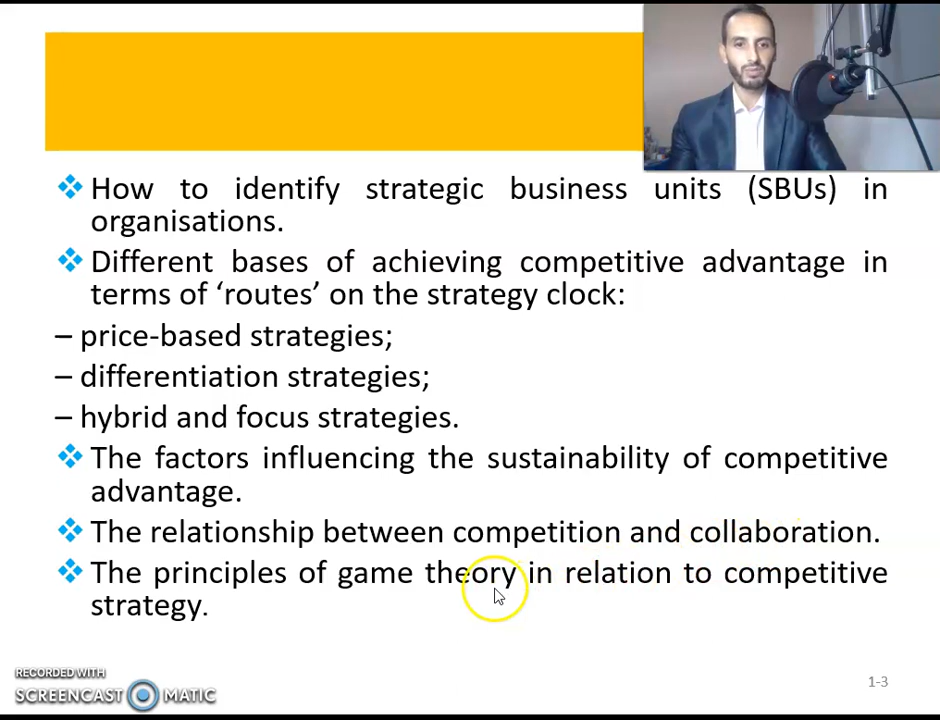 How to identify strategic business units (SBUs) in
organisations.
Different bases of achieving competitive advantage in
terms of ‘routes’ on the strategy clock:
– price-based strategies;
– differentiation strategies;
– hybrid and focus strategies.
The factors influencing the sustainability of competitive
advantage.
The relationship between competition and collaboration.
The principles of game theory in relation to competitive
strategy.
RECORDED WITH
SCREENCAST MATIC
1-3